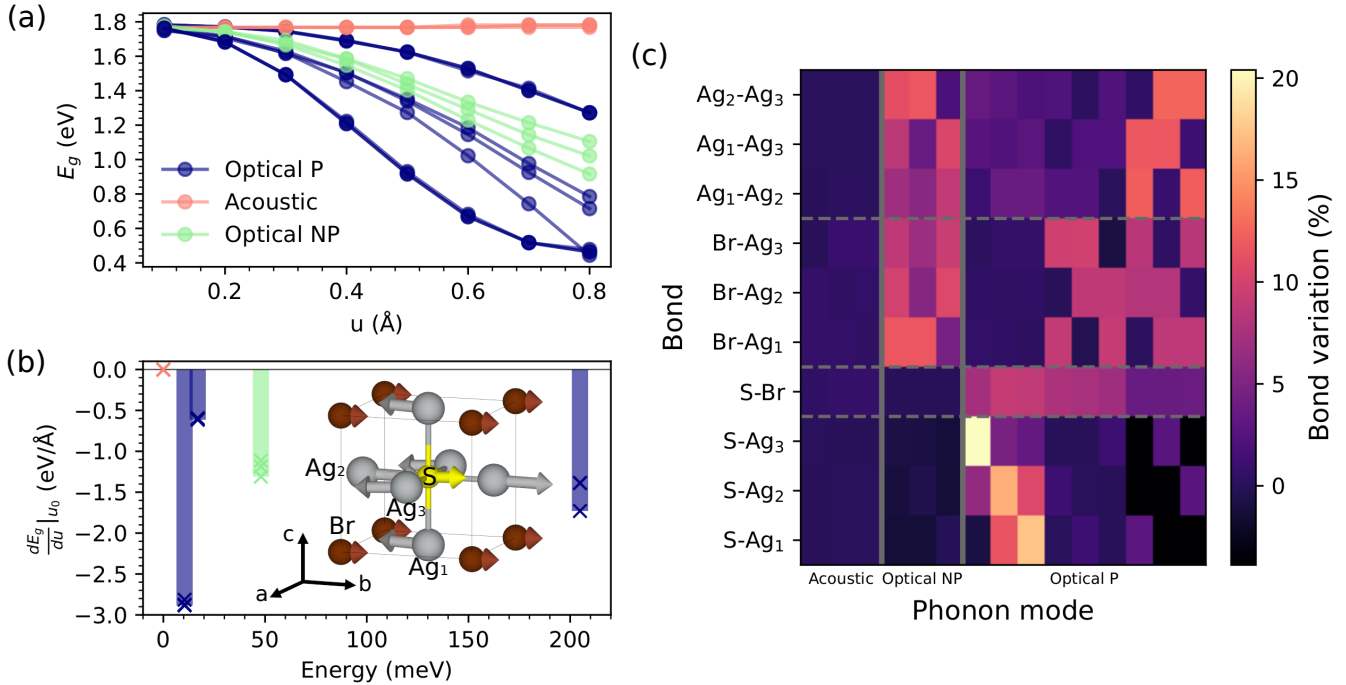 (a)
1.8
1.6
1.4
1.2
1.0
0.8
0.6
0.4
E_g (eV)
Optical P
Acoustic
Optical NP
0.2 0.4 0.6 0.8
u (Å)
(b)
0.0
−0.5
−1.0
−1.5
−2.0
−2.5
−3.0
dE_g/du |u_0 (eV/Å)
Ag₂
S
Ag₃
Br
Ag₁
c
a
b
0 50 100 150 200
Energy (meV)
(c)
Bond
Ag₂-Ag₃
Ag₁-Ag₃
Ag₁-Ag₂
Br-Ag₃
Br-Ag₂
Br-Ag₁
S-Br
S-Ag₃
S-Ag₂
S-Ag₁
Acoustic Optical NP Optical P
Phonon mode
20
15
10
5
0
Bond variation (%)